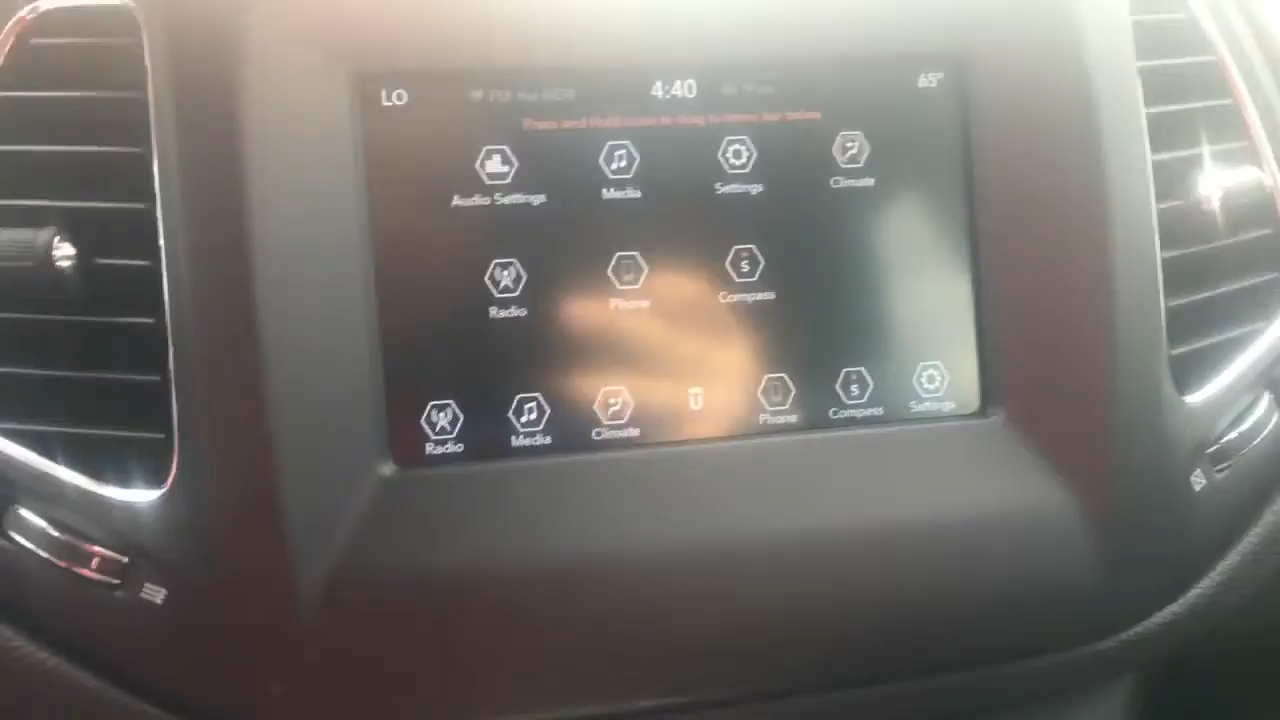 LO 4:40 65°
Press and Hold icons to drag to menu bar below
Audio Settings Media Settings Climate
S
Radio Phone Compass
S
Radio Media Climate Phone Compass Settings